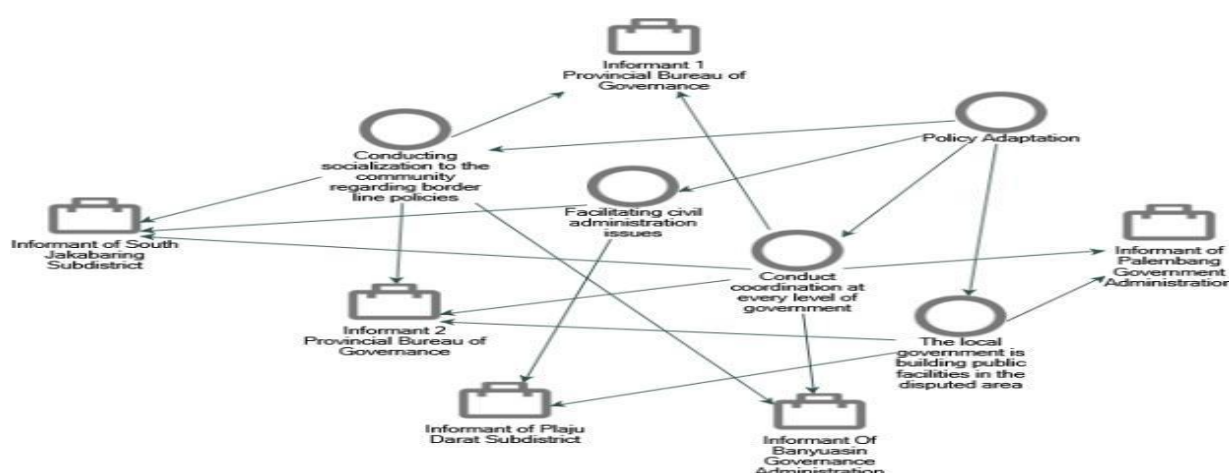 Informant 1
Provincial Bureau of
Governance
Policy Adaptation
Conducting
socialization to the
community
regarding border
line policies
Facilitating civil
administration
issues
Informant of South
Jakabaring
Subdistrict
Conduct
coordination at
every level of
government
Informant of
Palembang
Government
Administration
Informant 2
Provincial Bureau of
Governance
The local
government is
building public
facilities in the
disputed area
Informant of Plaju
Darat Subdistrict
Informant Of
Banyuasin
Governance
Administration